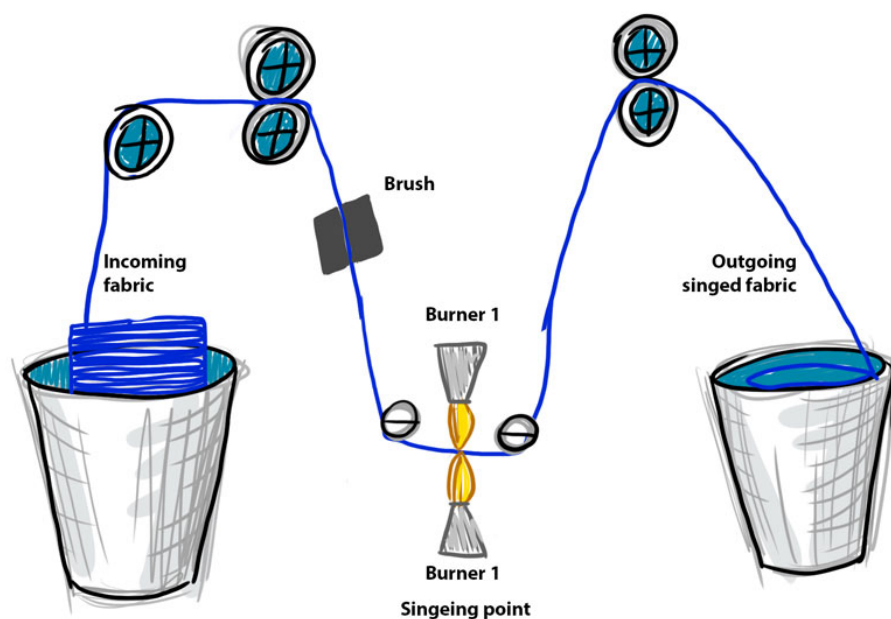 Brush
Incoming
fabric
Outgoing
singed fabric
Burner 1
Burner 1
Singeing point